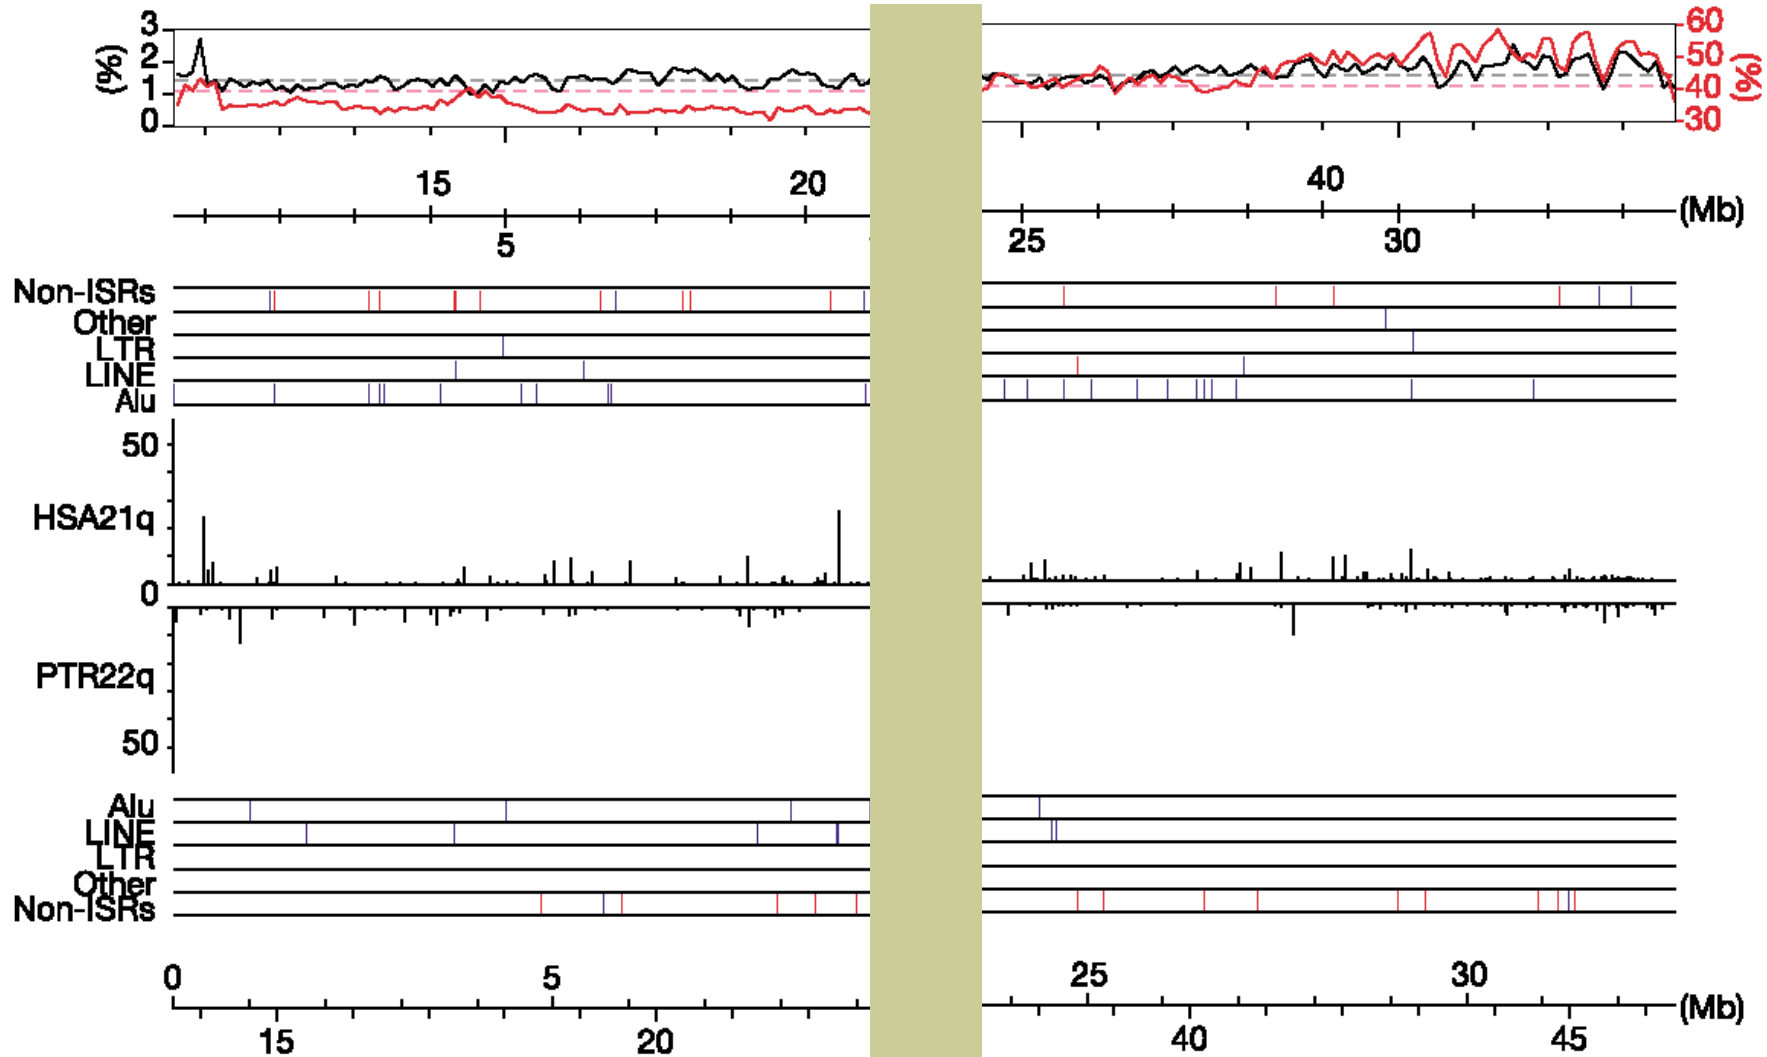 3
2
1
0
(%)
60
50
40
30
(%)
15
20
40
(Mb)
5
25
30
Non-ISRs
Other
LTR
LINE
Alu
50
HSA21q
0
PTR22q
50
Alu
LINE
LTR
Other
Non-ISRs
0
5
25
30
(Mb)
15
20
40
45